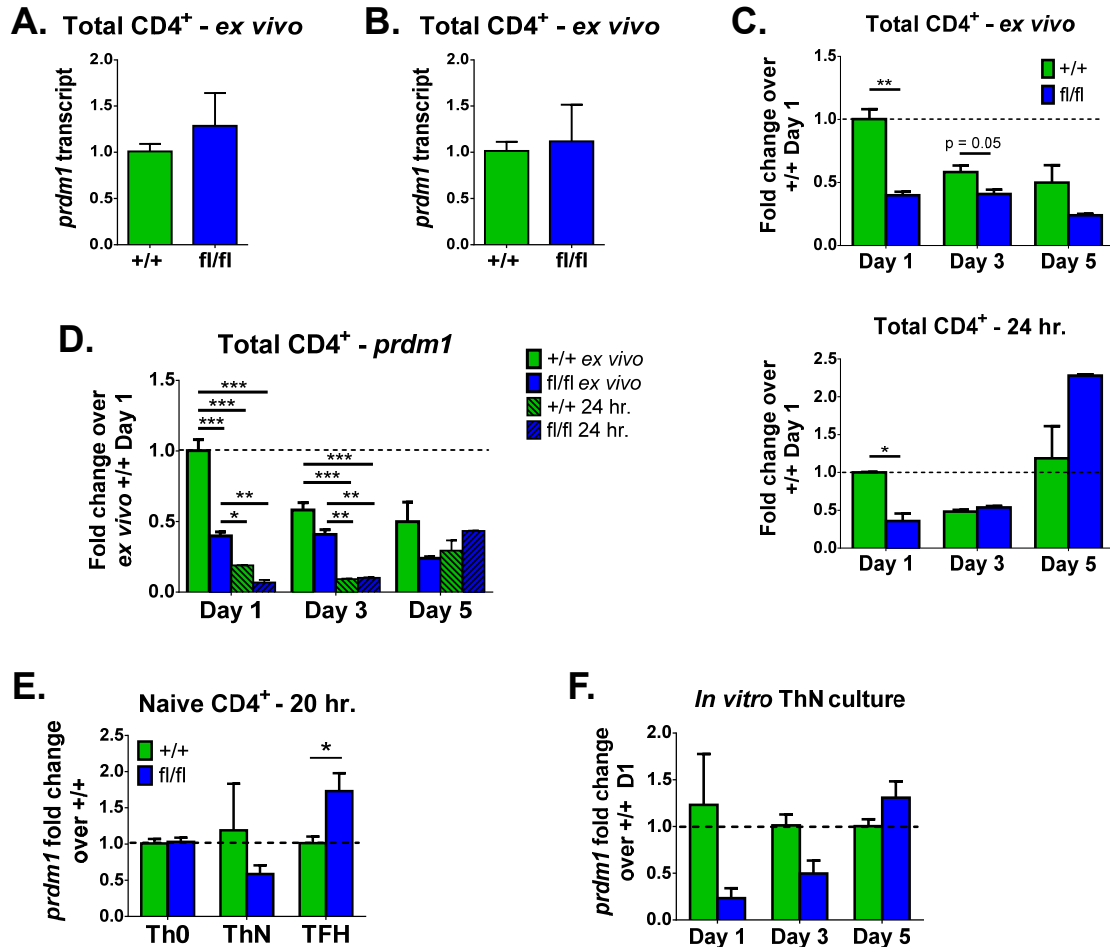 A. Total CD4+ - ex vivo
prdm1 transcript
2.0
1.5
1.0
0.5
0.0
+/+ fl/fl
B. Total CD4+ - ex vivo
prdm1 transcript
2.0
1.5
1.0
0.5
0.0
+/+ fl/fl
C. Total CD4+ - ex vivo
Fold change over
+/+ Day 1
1.5
1.0
0.5
0.0
+/+
fl/fl
**
p = 0.05
Day 1 Day 3 Day 5
Total CD4+ - 24 hr.
Fold change over
+/+ Day 1
2.5
2.0
1.5
1.0
0.5
0.0
*
Day 1 Day 3 Day 5
D. Total CD4+ - prdm1
Fold change over
ex vivo +/+ Day 1
1.5
1.0
0.5
0.0
+/+ ex vivo
fl/fl ex vivo
+/+ 24 hr.
fl/fl 24 hr.
***
***
***
**
*
***
***
**
**
Day 1 Day 3 Day 5
E. Naive CD4+ - 20 hr.
prdm1 fold change
over +/+
2.5
2.0
1.5
1.0
0.5
0.0
+/+
fl/fl
*
Th0 ThN TFH
F. In vitro ThN culture
prdm1 fold change
over +/+ D1
2.0
1.5
1.0
0.5
0.0
Day 1 Day 3 Day 5